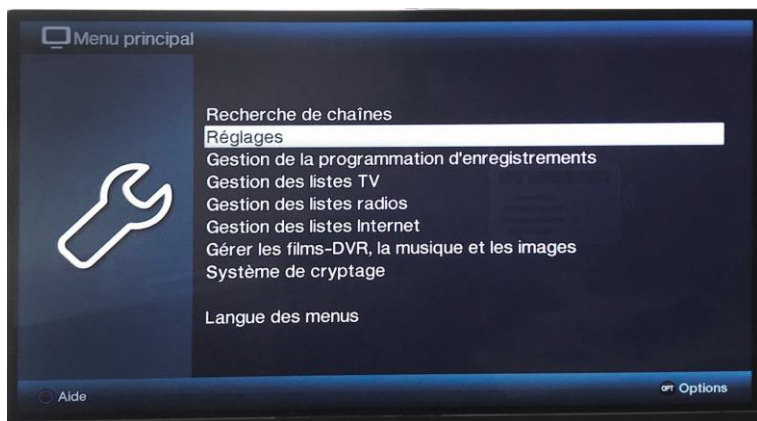 Menu principal
Recherche de chaînes
Réglages
Gestion de la programmation d'enregistrements
Gestion des listes TV
Gestion des listes radios
Gestion des listes Internet
Gérer les films-DVR, la musique et les images
Système de cryptage
Langue des menus
Aide
OPT Options